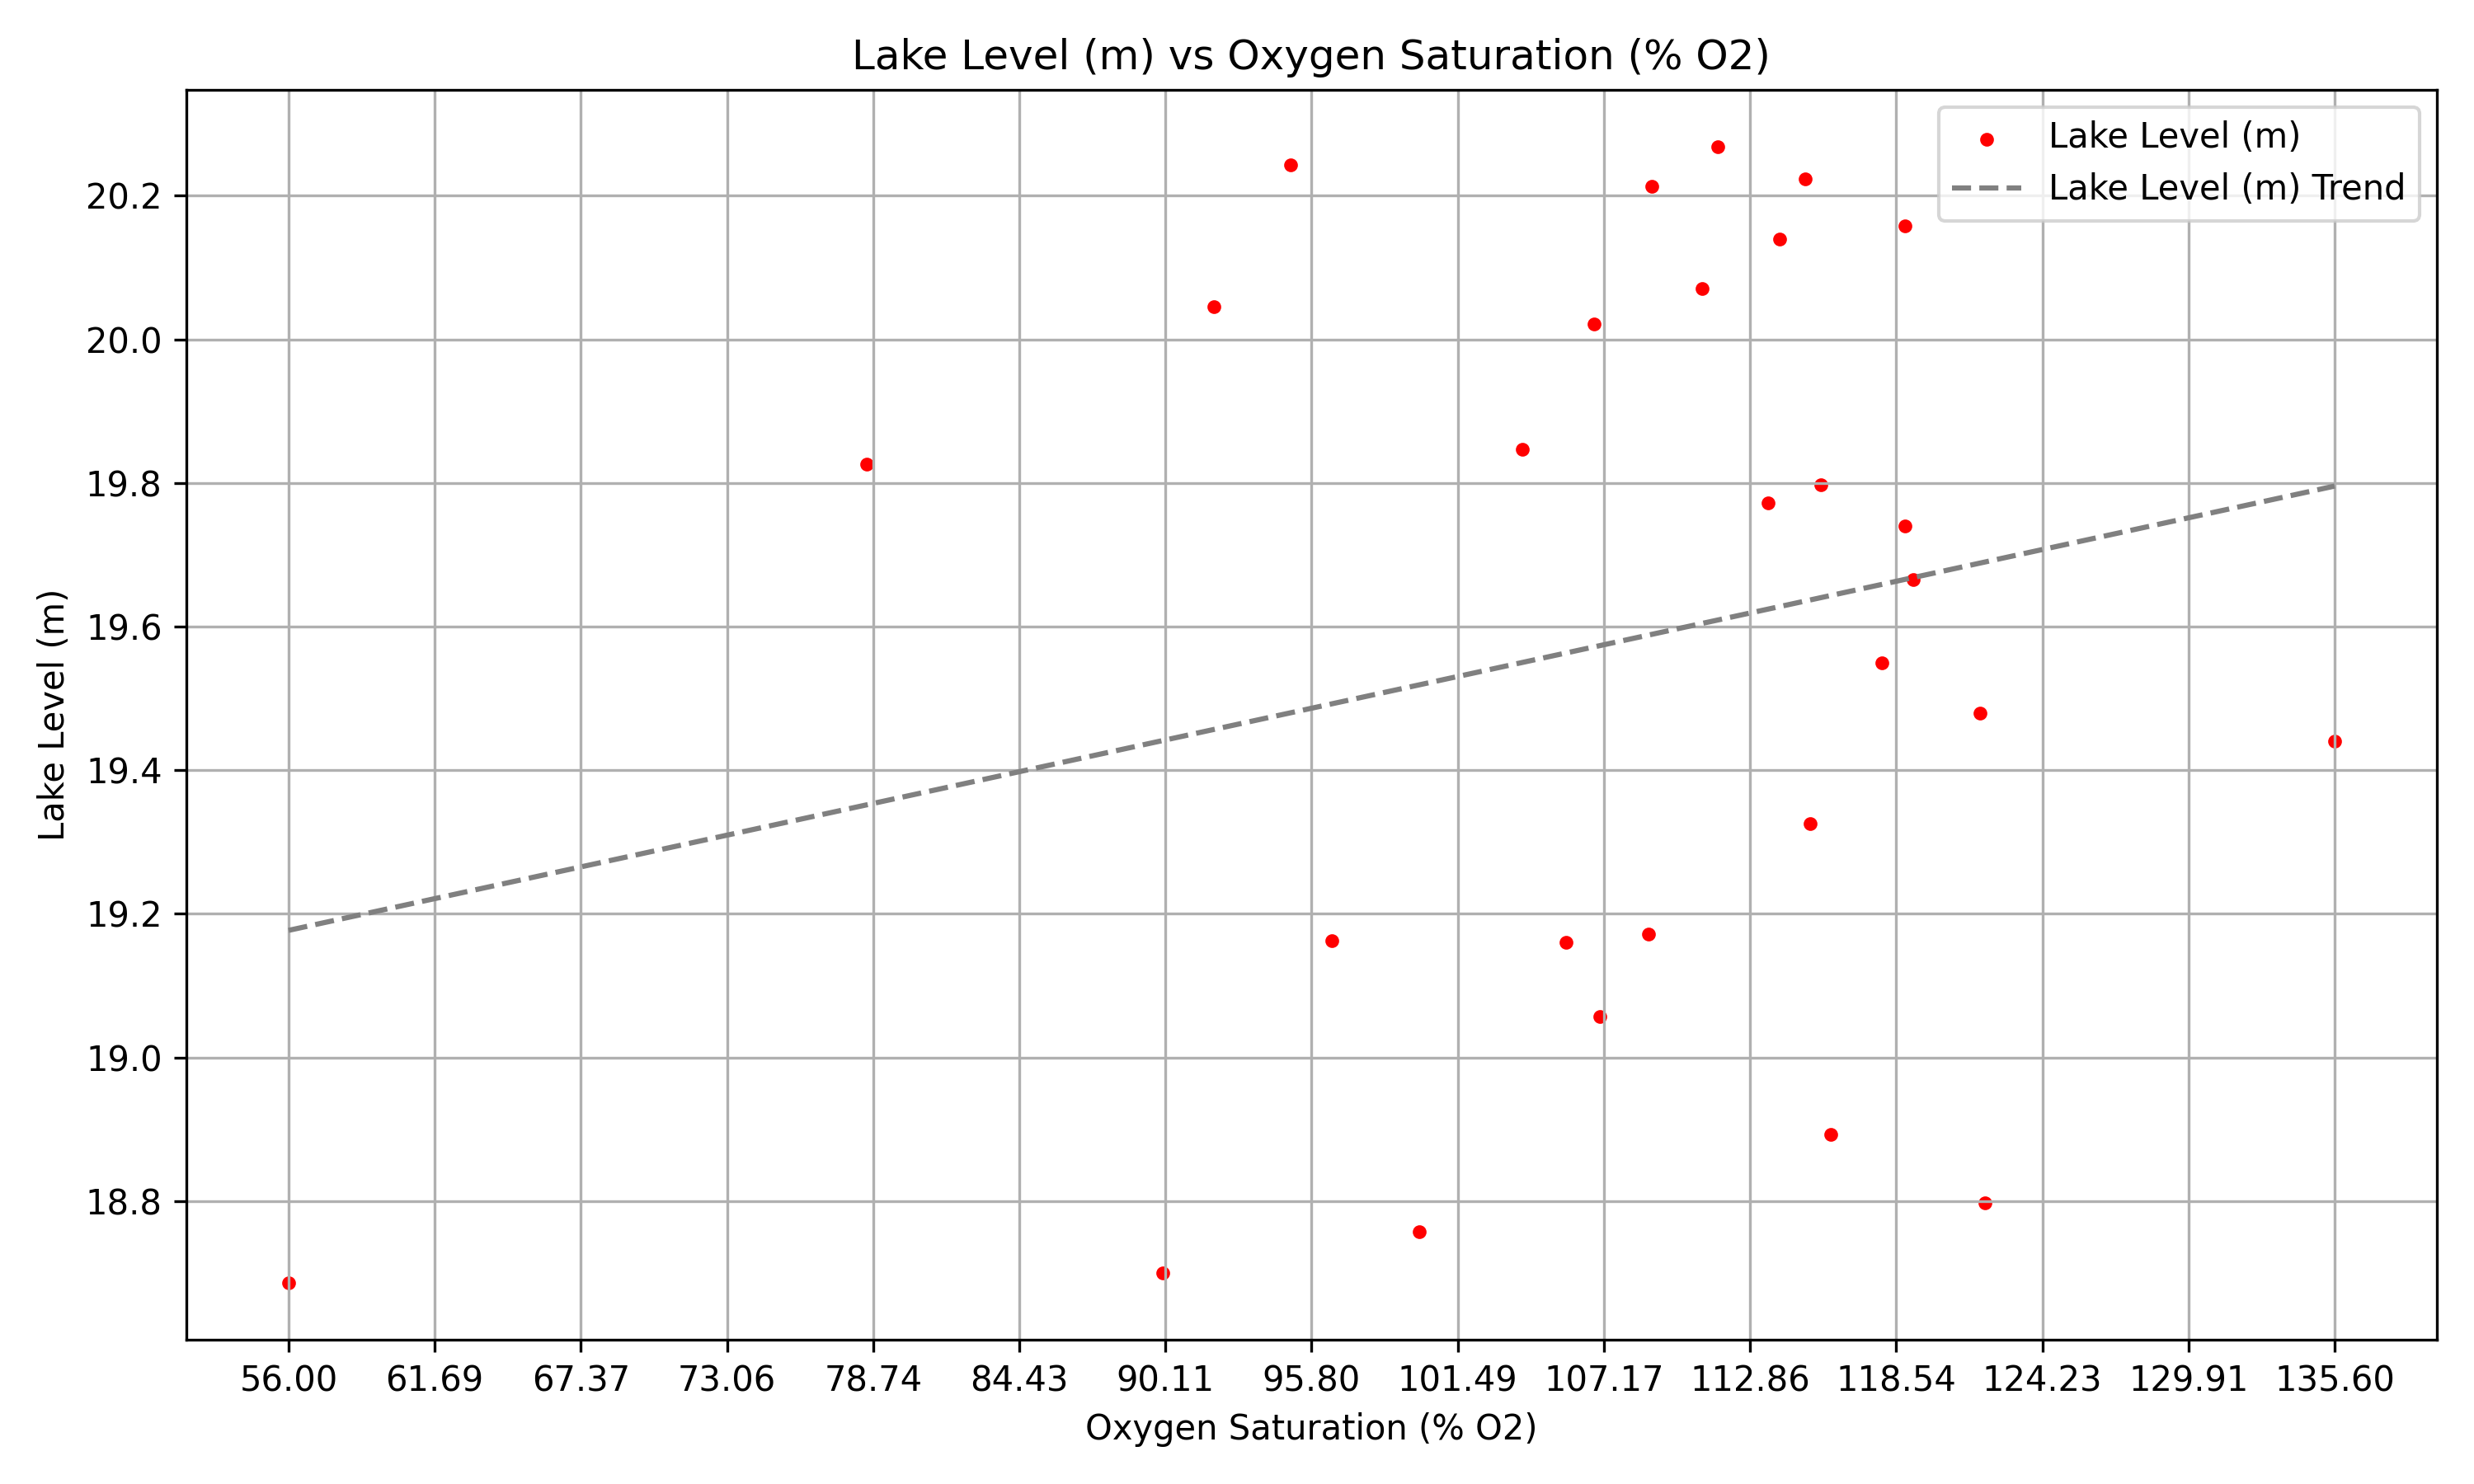 Lake Level (m) vs Oxygen Saturation (% O2)
Lake Level (m)
Lake Level (m) Trend
Lake Level (m)
20.2
20.0
19.8
19.6
19.4
19.2
19.0
18.8
56.00 61.69 67.37 73.06 78.74 84.43 90.11 95.80 101.49 107.17 112.86 118.54 124.23 129.91 135.60
Oxygen Saturation (% O2)